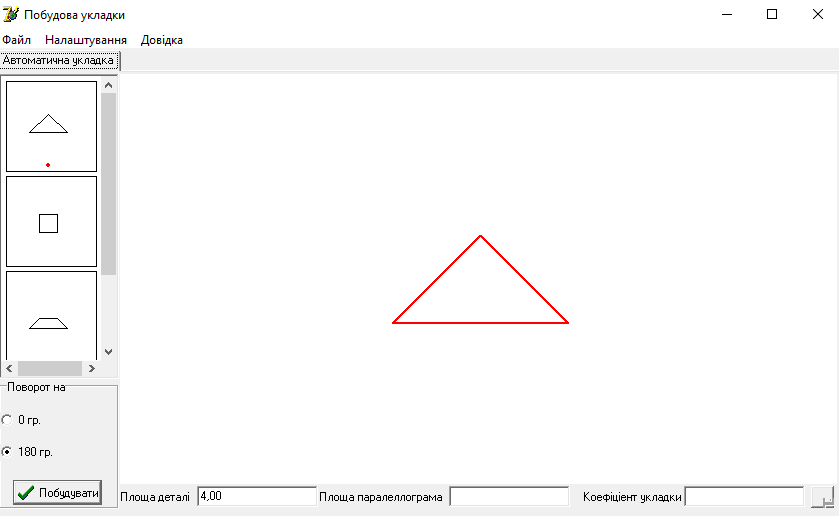 Побудова укладки
Файл Налаштування Довідка
Автоматична укладка
Поворот на
0 гр.
180 гр.
Побудувати
Площа деталі 4,00 Площа паралеллограма Коефіцієнт укладки